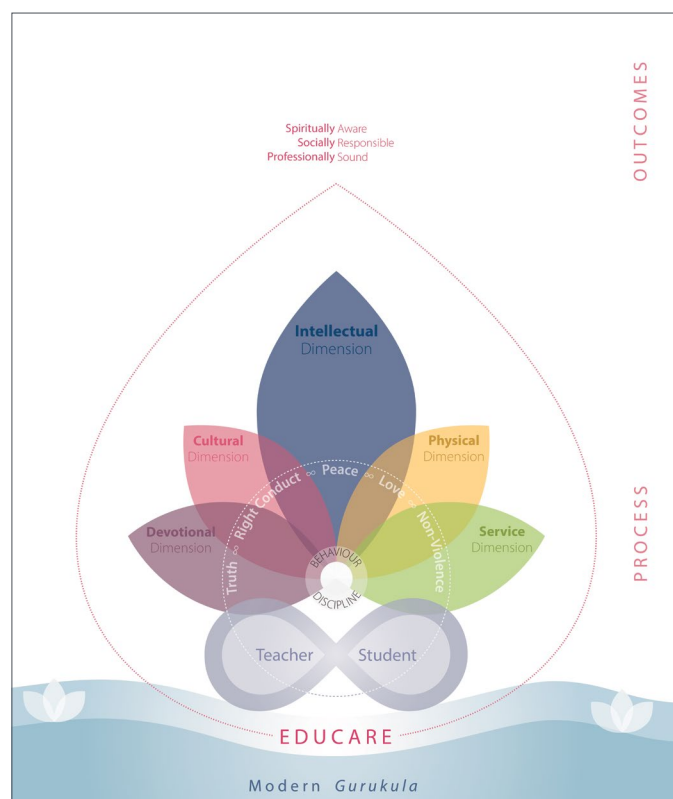 OUTCOMES
Spiritually Aware
Socially Responsible
Professionally Sound
Intellectual
Dimension
Cultural
Dimension
Physical
Dimension
Devotional
Dimension
Service
Dimension
Truth ∞ Right Conduct ∞ Peace ∞ Love ∞ Non-Violence
PROCESS
BEHAVIOUR
DISCIPLINE
Teacher
Student
EDUCARE
Modern Gurukula